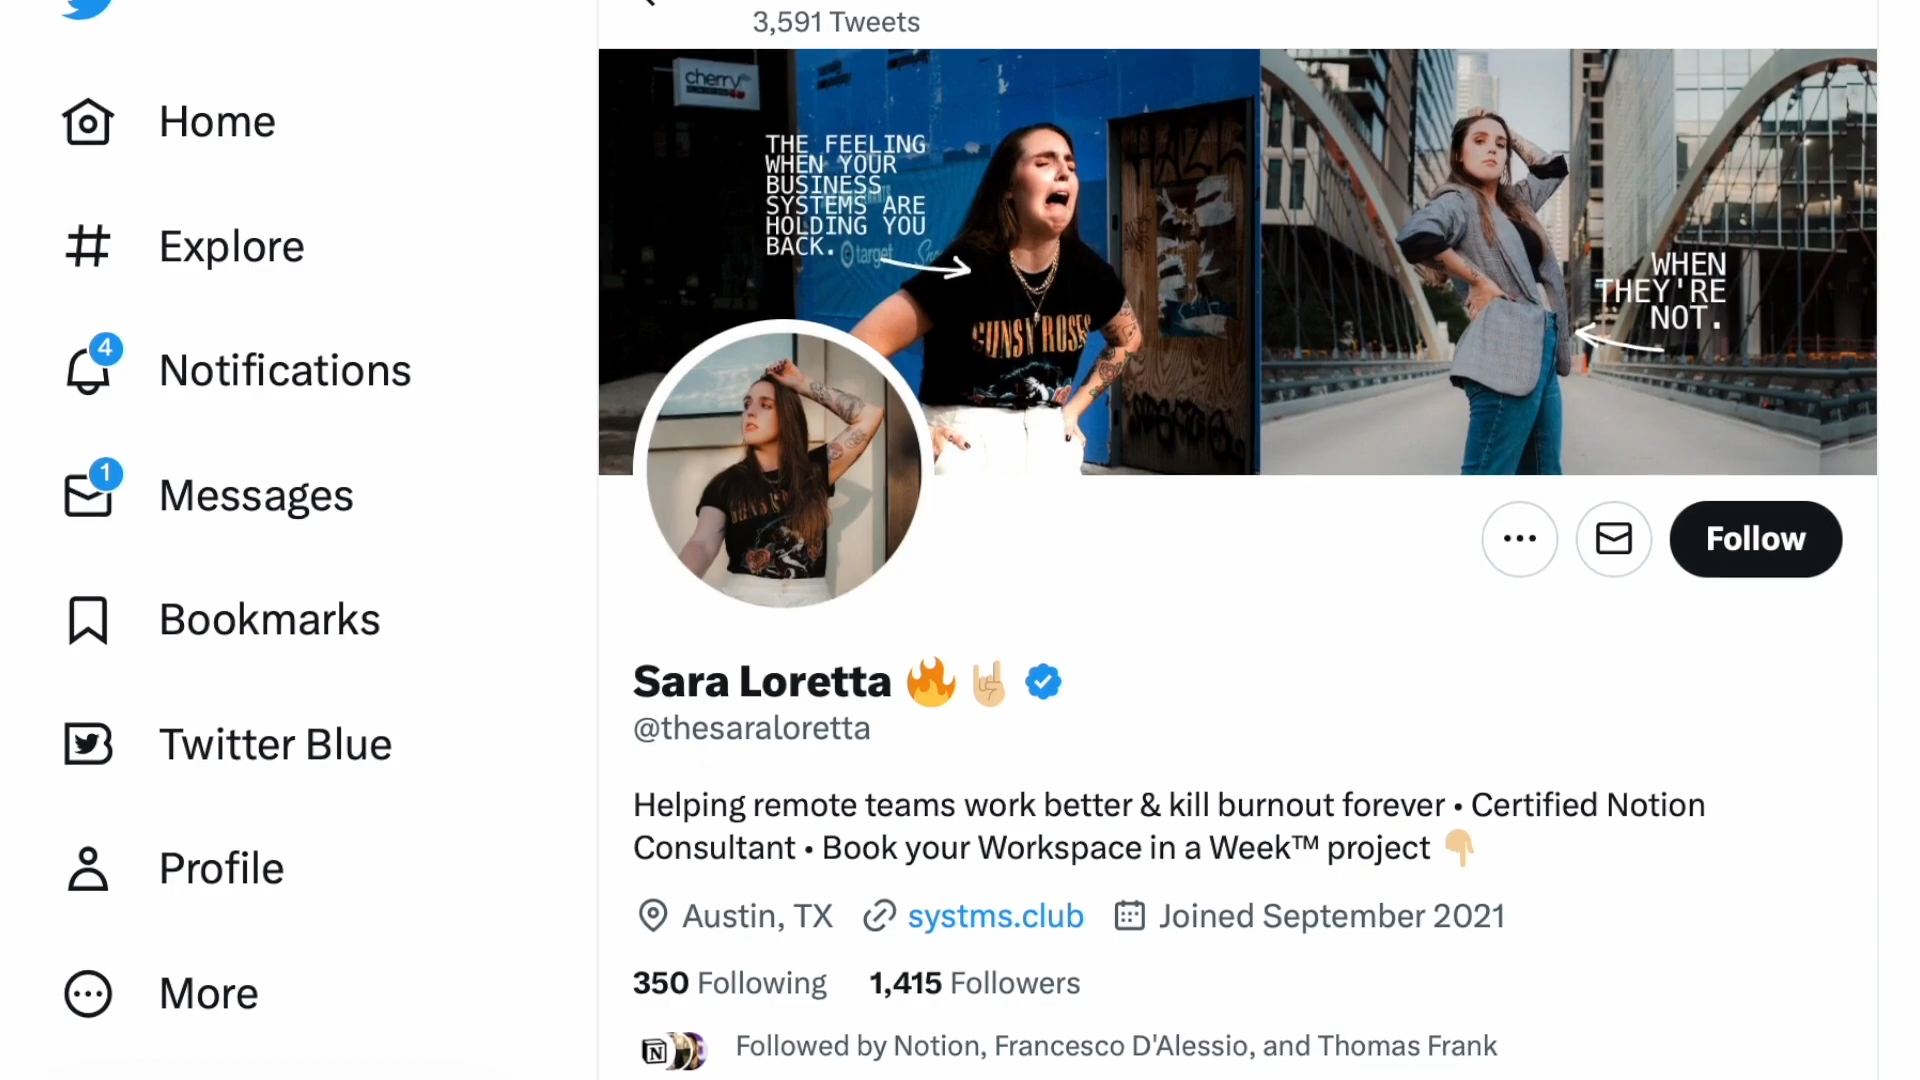 3,591 Tweets
Home
Explore
4
Notifications
1
Messages
Bookmarks
Twitter Blue
Profile
More
cherry
THE FEELING
WHEN YOUR
BUSINESS
SYSTEMS ARE
HOLDING YOU
BACK.
target
GUNS N' ROSES
WHEN
THEY'RE
NOT.
Follow
Sara Loretta 🔥🤘🏼
@thesaraloretta
Helping remote teams work better & kill burnout forever • Certified Notion
Consultant • Book your Workspace in a Week™ project 👇🏼
Austin, TX systms.club Joined September 2021
350 Following 1,415 Followers
Followed by Notion, Francesco D'Alessio, and Thomas Frank